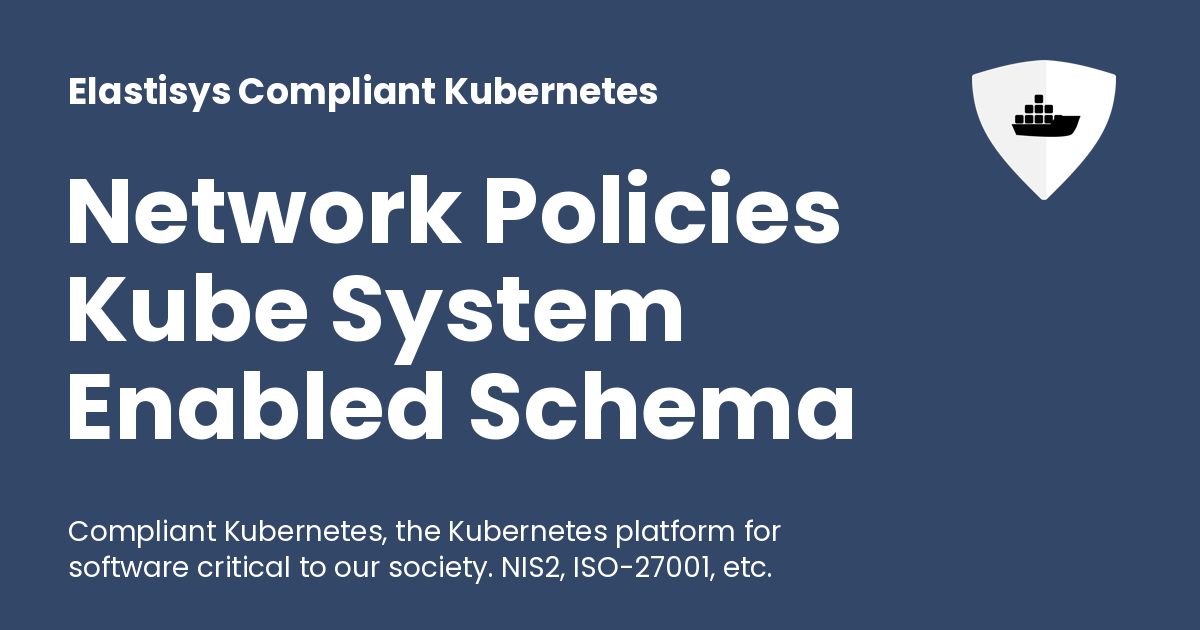 Elastisys Compliant Kubernetes
Network Policies
Kube System
Enabled Schema
Compliant Kubernetes, the Kubernetes platform for
software critical to our society. NIS2, ISO-27001, etc.